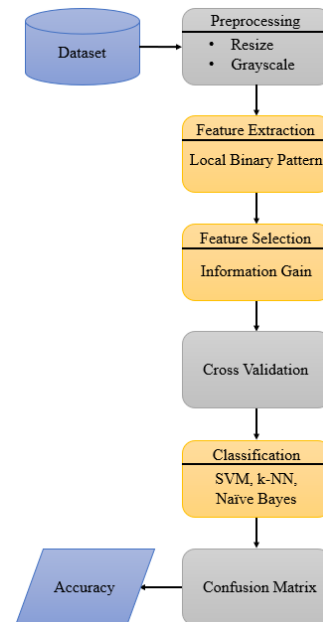 Dataset
Preprocessing
• Resize
• Grayscale
Feature Extraction
Local Binary Pattern
Feature Selection
Information Gain
Cross Validation
Classification
SVM, k-NN,
Naïve Bayes
Accuracy
Confusion Matrix